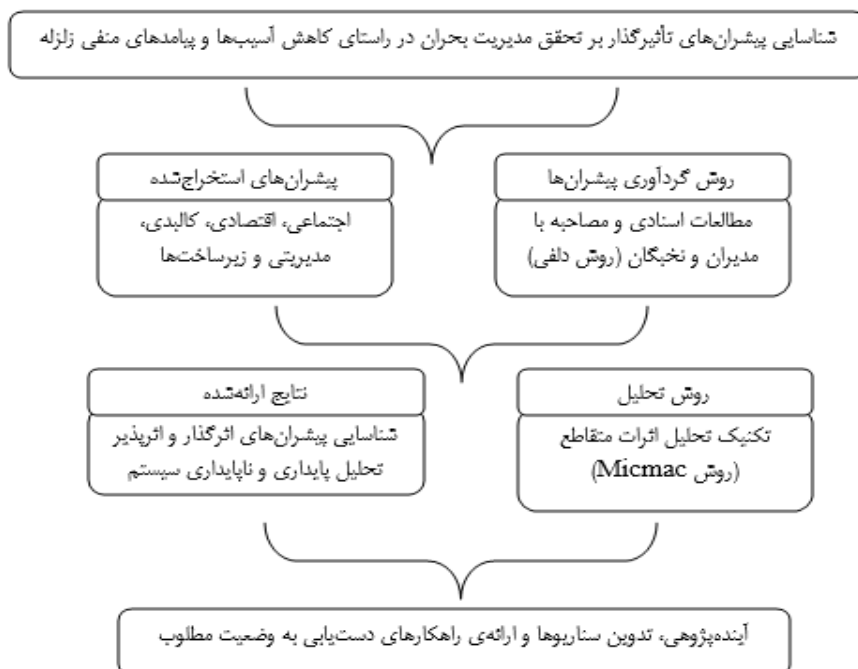 شناسایی پیشران‌های تأثیرگذار بر تحقق مدیریت بحران در راستای کاهش آسیب‌ها و پیامدهای منفی زلزله
روش گردآوری پیشران‌ها
مطالعات اسنادی و مصاحبه با
مدیران و نخبگان (روش دلفی)
پیشران‌های استخراج‌شده
اجتماعی، اقتصادی، کالبدی،
مدیریتی و زیرساخت‌ها
روش تحلیل
تکنیک تحلیل اثرات متقاطع
(روش Micmac)
نتایج ارائه‌شده
شناسایی پیشران‌های اثرگذار و اثرپذیر
تحلیل پایداری و ناپایداری سیستم
آینده‌پژوهی، تدوین سناریوها و ارائه‌ی راهکارهای دست‌یابی به وضعیت مطلوب